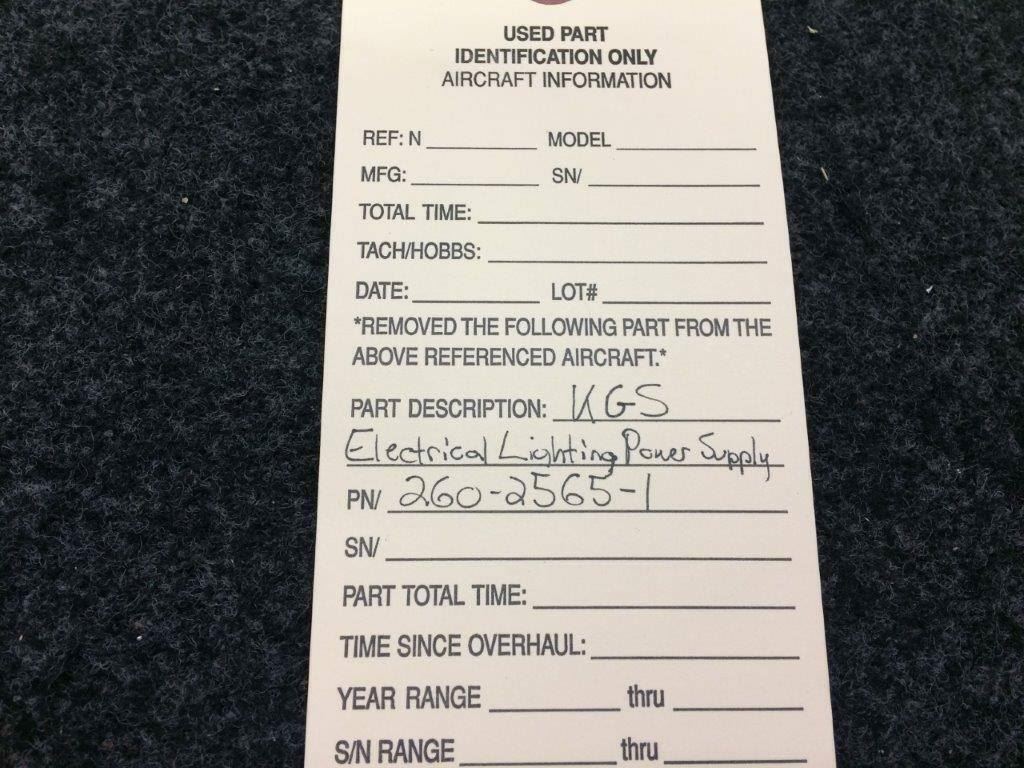 USED PART
IDENTIFICATION ONLY
AIRCRAFT INFORMATION
REF: N MODEL
MFG: SN/
TOTAL TIME:
TACH/HOBBS:
DATE: LOT#
*REMOVED THE FOLLOWING PART FROM THE
ABOVE REFERENCED AIRCRAFT.*
PART DESCRIPTION: KGS
Electrical Lighting Power Supply
PN/ 260-2565-1
SN/
PART TOTAL TIME:
TIME SINCE OVERHAUL:
YEAR RANGE thru
S/N RANGE thru